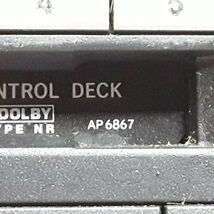 NTROL DECK
DOLBY
YPE NR AP6867